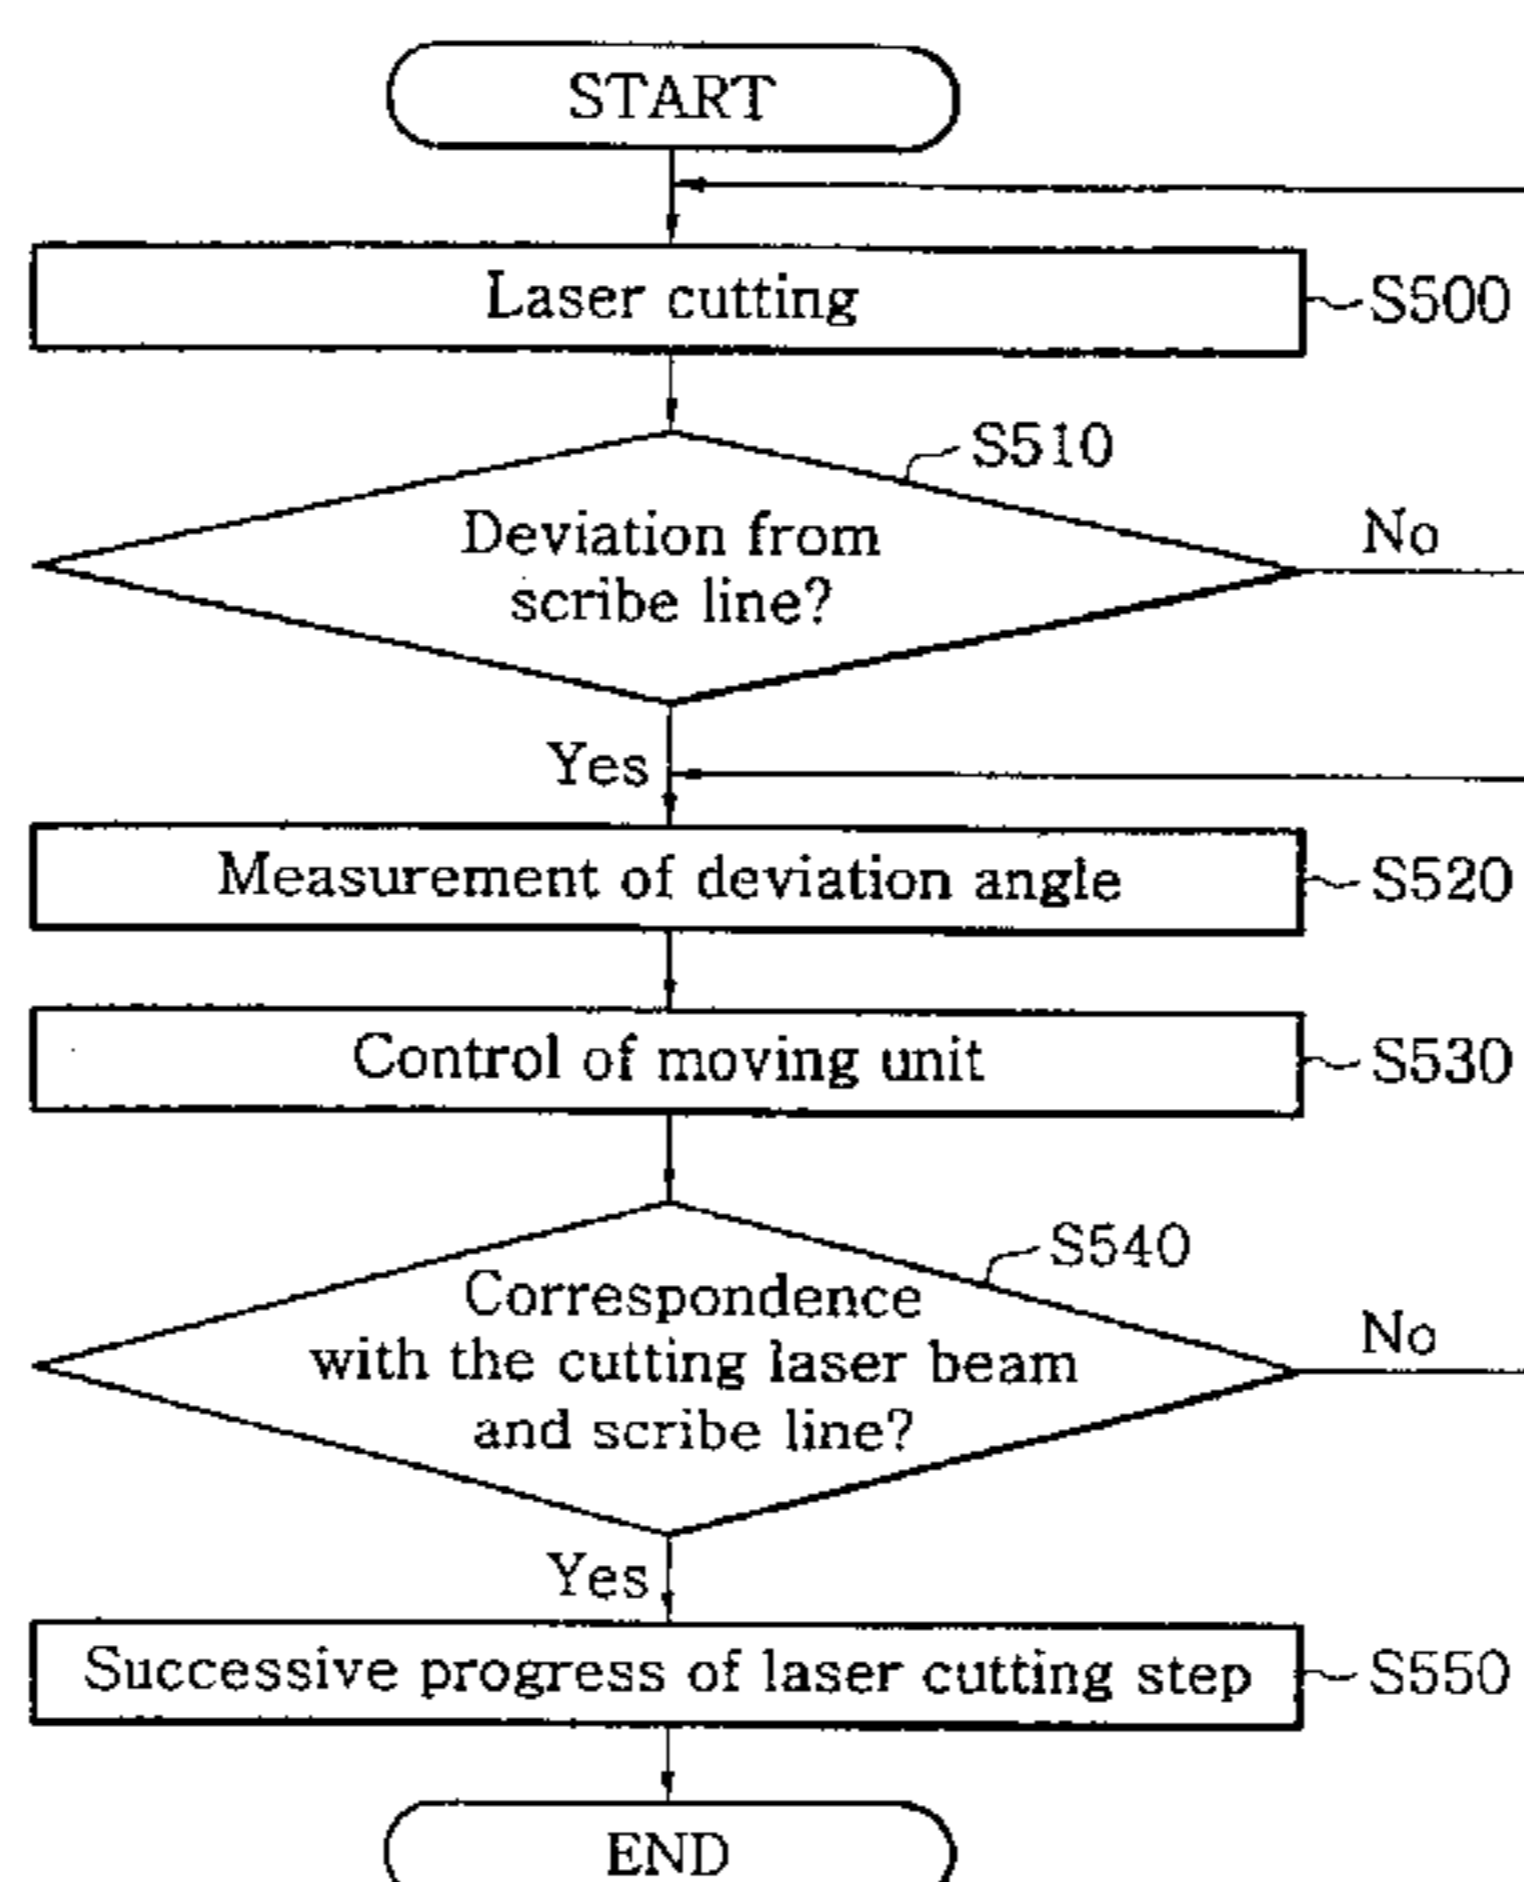 START
Laser cutting
S500
S510
Deviation from
scribe line?
No
Yes
Measurement of deviation angle
S520
Control of moving unit
S530
S540
Correspondence
with the cutting laser beam
and scribe line?
No
Yes
Successive progress of laser cutting step
S550
END